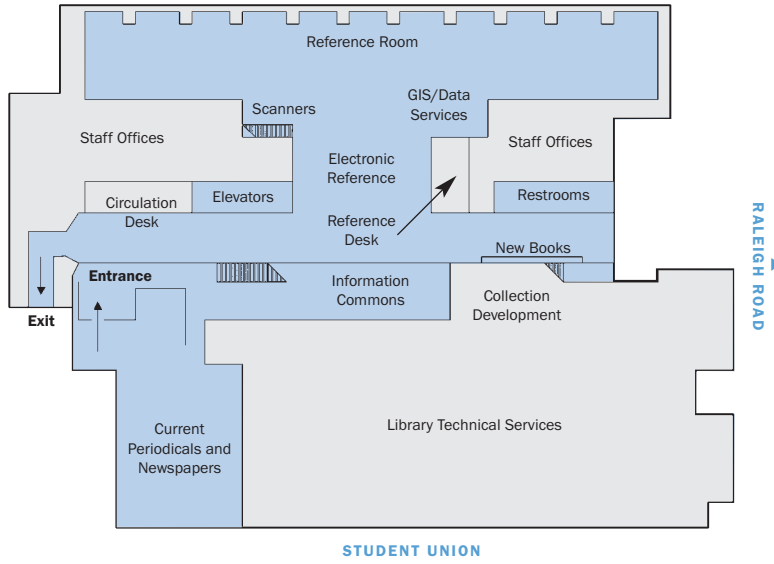 Reference Room
Scanners
GIS/Data
Services
Staff Offices
Staff Offices
Electronic
Reference
Circulation
Desk
Elevators
Restrooms
Reference
Desk
New Books
Entrance
Information
Commons
Collection
Development
Exit
Current
Periodicals and
Newspapers
Library Technical Services
RALEIGH ROAD
STUDENT UNION